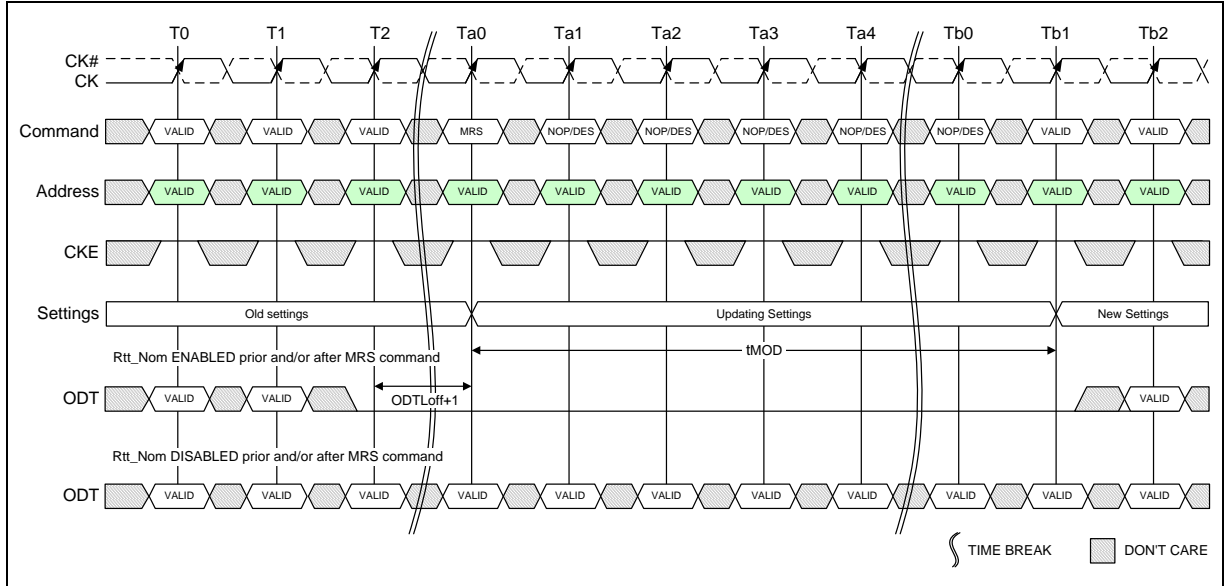 T0 T1 T2 Ta0 Ta1 Ta2 Ta3 Ta4 Tb0 Tb1 Tb2
CK#
CK
Command VALID VALID VALID MRS NOP/DES NOP/DES NOP/DES NOP/DES NOP/DES VALID VALID
Address VALID VALID VALID VALID VALID VALID VALID VALID VALID VALID VALID
CKE
Settings Old settings Updating Settings New Settings
Rtt_Nom ENABLED prior and/or after MRS command
tMOD
ODT VALID VALID ODTLoff+1 VALID
Rtt_Nom DISABLED prior and/or after MRS command
ODT VALID VALID VALID VALID VALID VALID VALID VALID VALID VALID VALID
TIME BREAK DON'T CARE